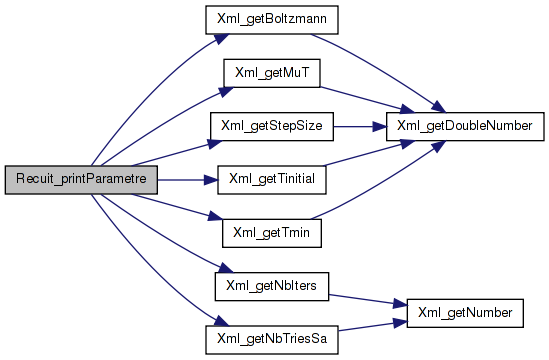 Xml_getBoltzmann
Xml_getMuT
Xml_getStepSize
Xml_getDoubleNumber
Recuit_printParametre
Xml_getTinitial
Xml_getTmin
Xml_getNbIters
Xml_getNumber
Xml_getNbTriesSa